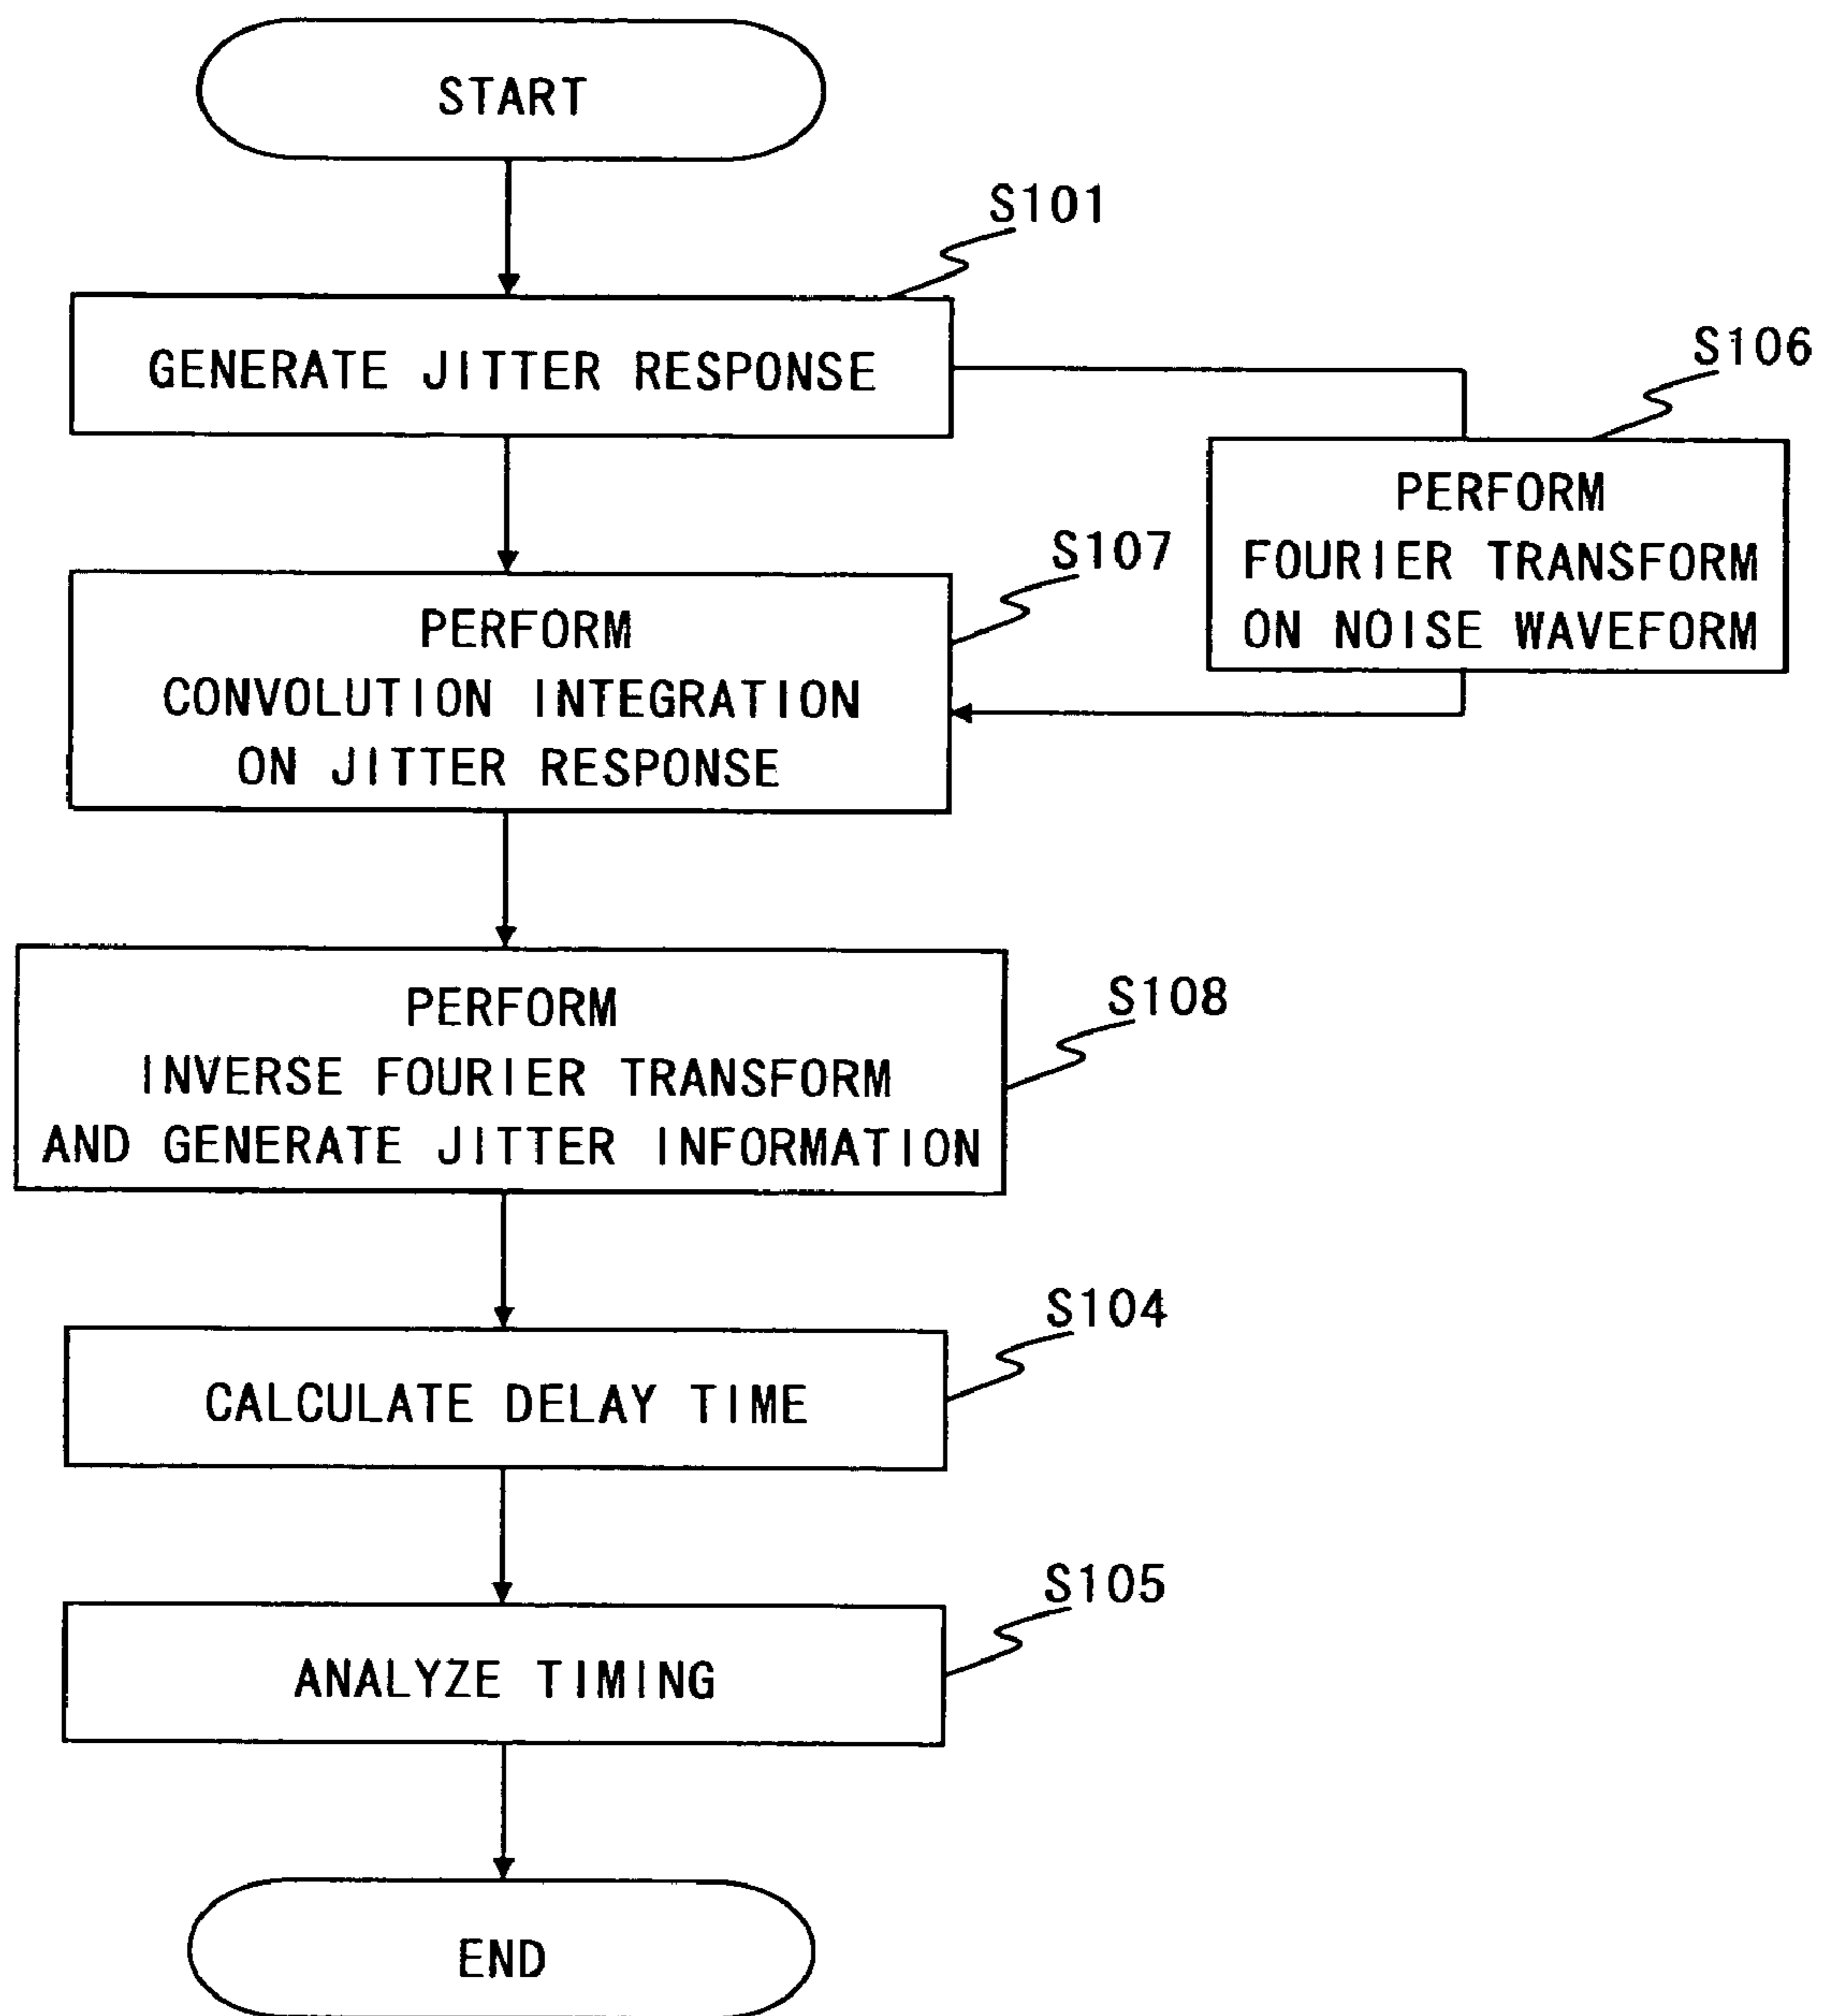 START
S101
GENERATE JITTER RESPONSE
S106
PERFORM
FOURIER TRANSFORM
ON NOISE WAVEFORM
S107
PERFORM
CONVOLUTION INTEGRATION
ON JITTER RESPONSE
S108
PERFORM
INVERSE FOURIER TRANSFORM
AND GENERATE JITTER INFORMATION
S104
CALCULATE DELAY TIME
S105
ANALYZE TIMING
END